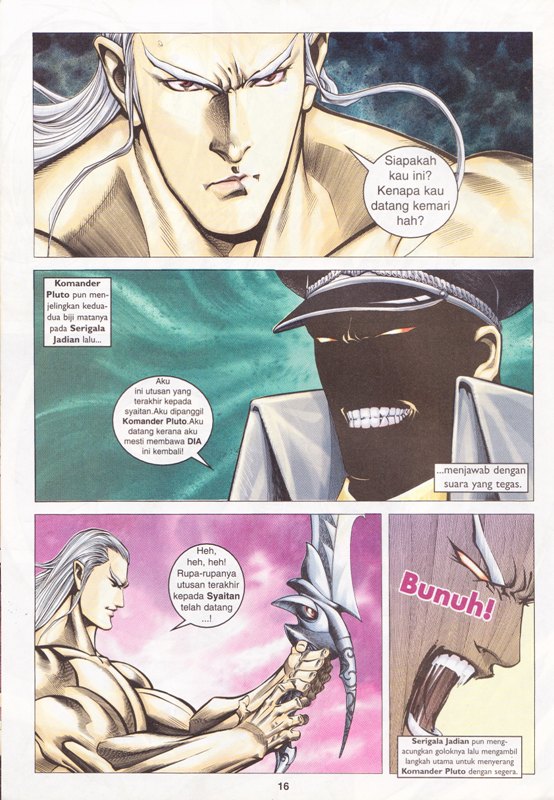 Siapakah
kau ini?
Kenapa kau
datang kemari
hah?
Komander
Pluto pun men-
jelingkan kedua-
dua biji matanya
pada Serigala
Jadian lalu...
Aku
ini utusan yang
terakhir kepada
syaitan.Aku dipanggil
Komander Pluto.Aku
datang kerana aku
mesti membawa DIA
ini kembali!
...menjawab dengan
suara yang tegas.
Heh,
heh, heh!
Rupa-rupanya
utusan terakhir
kepada Syaitan
telah datang
...!
Bunuh!
Serigala Jadian pun meng-
acungkan goloknya lalu mengambil
langkah utama untuk menyerang
Komander Pluto dengan segera.
16